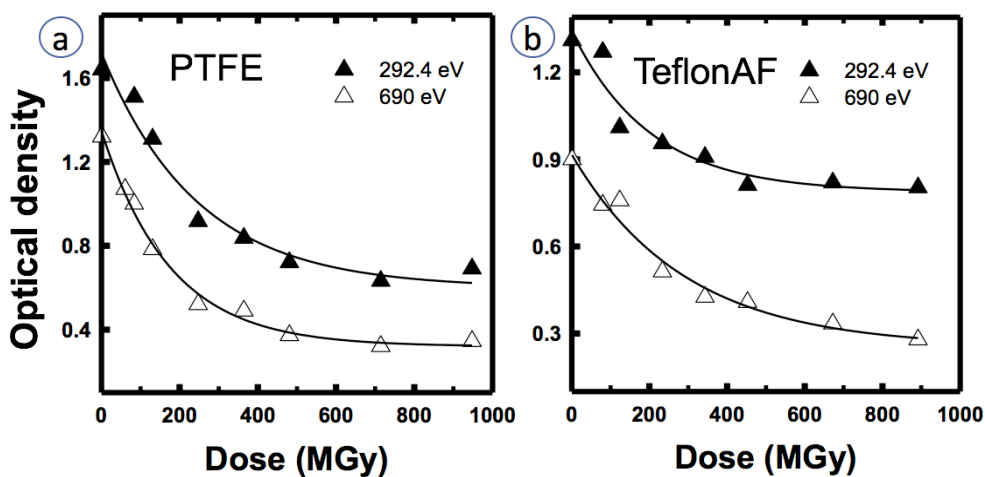 a
PTFE
292.4 eV
690 eV
1.6
1.2
0.8
0.4
0
200
400
600
800
1000
Dose (MGy)
Optical density
b
TeflonAF
292.4 eV
690 eV
1.2
0.9
0.6
0.3
0
200
400
600
800
1000
Dose (MGy)